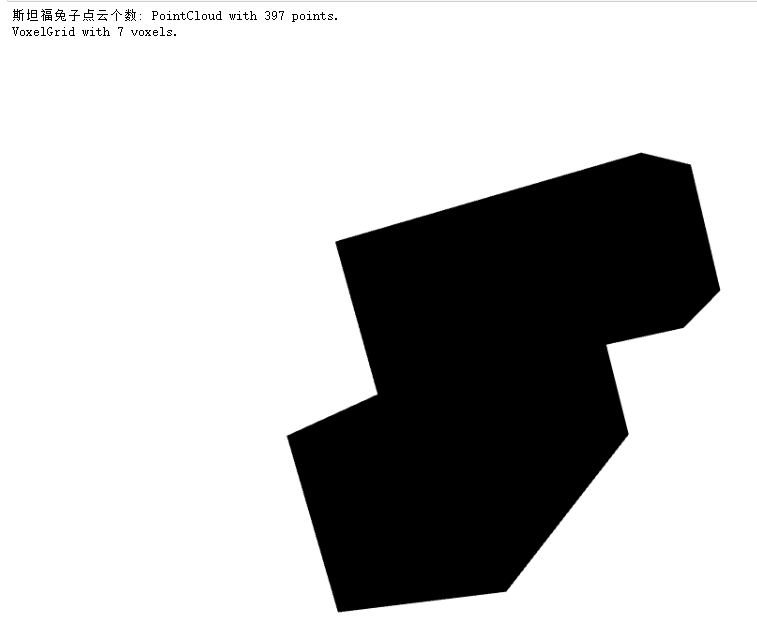 斯坦福兔子点云个数: PointCloud with 397 points.
VoxelGrid with 7 voxels.